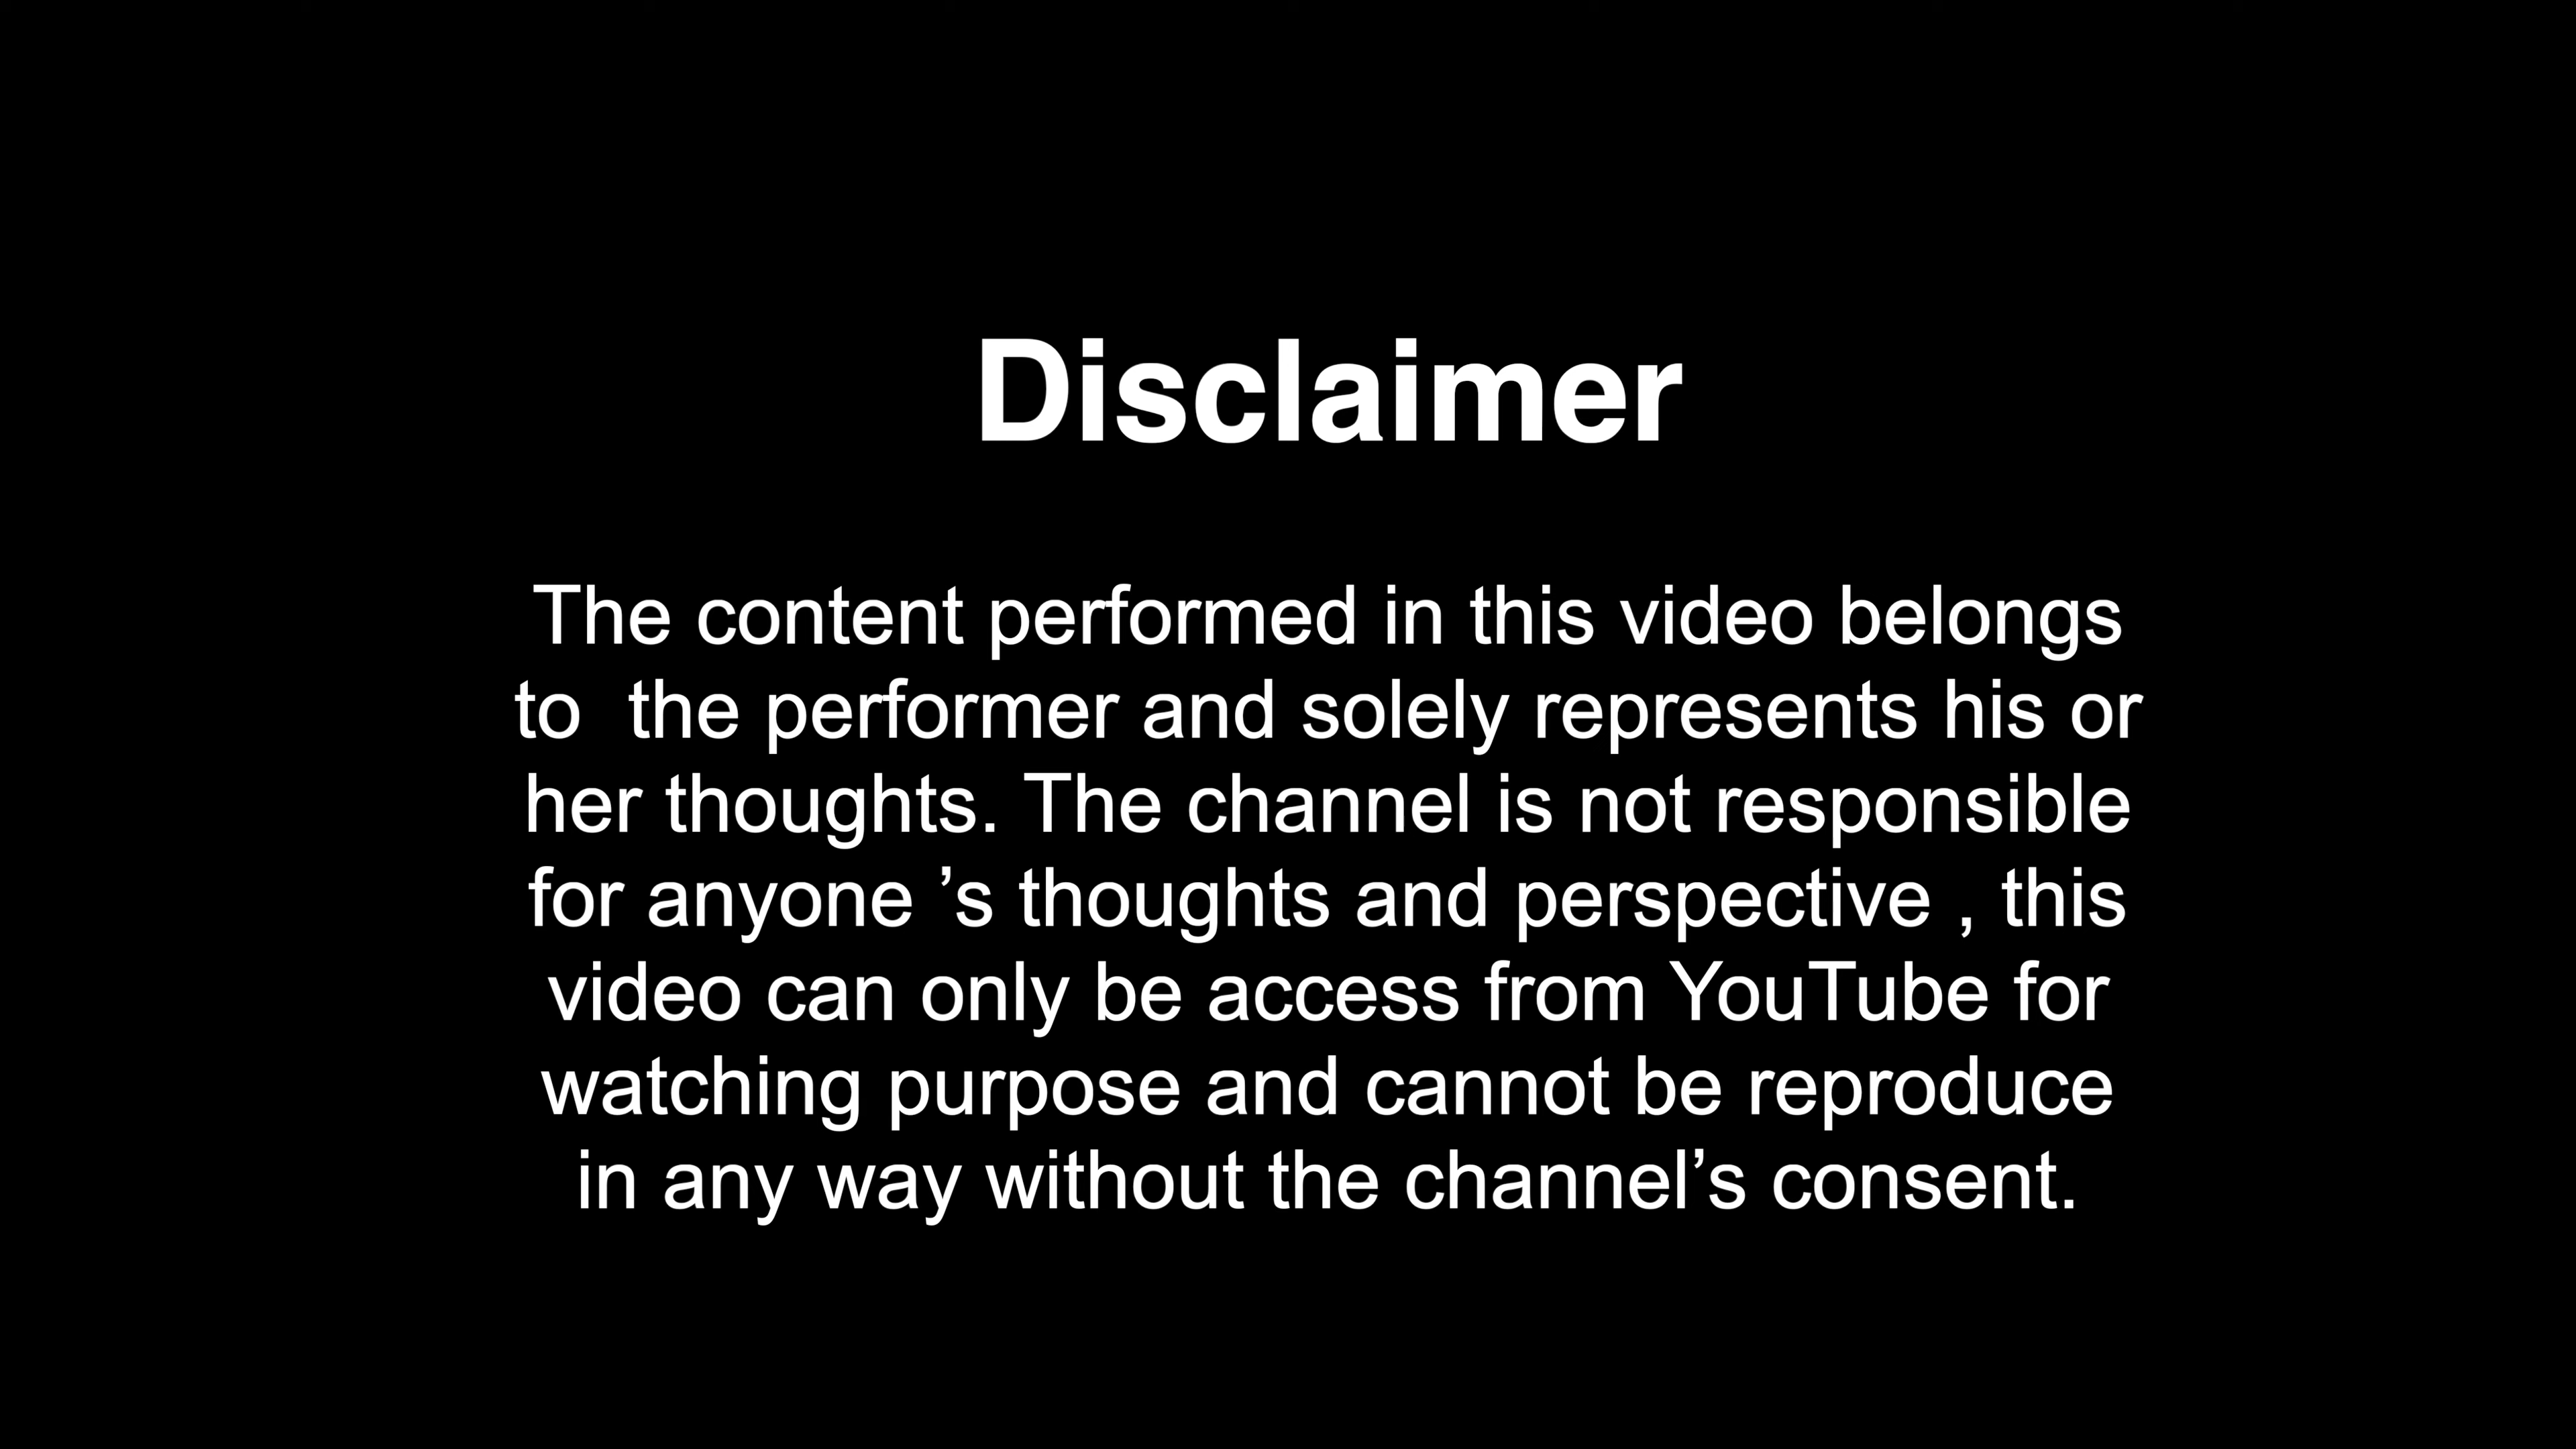 Disclaimer
The content performed in this video belongs
to  the performer and solely represents his or
her thoughts. The channel is not responsible
for anyone ’s thoughts and perspective , this
video can only be access from YouTube for
watching purpose and cannot be reproduce
in any way without the channel’s consent.